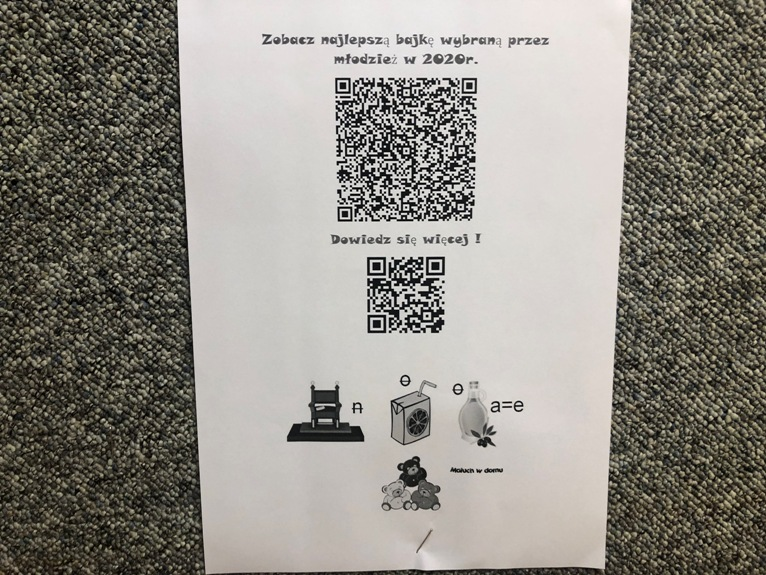 Zobacz najlepszą bajkę wybraną przez
młodzież w 2020r.
Dowiedz się więcej !
n o o a=e
Maluch w domu